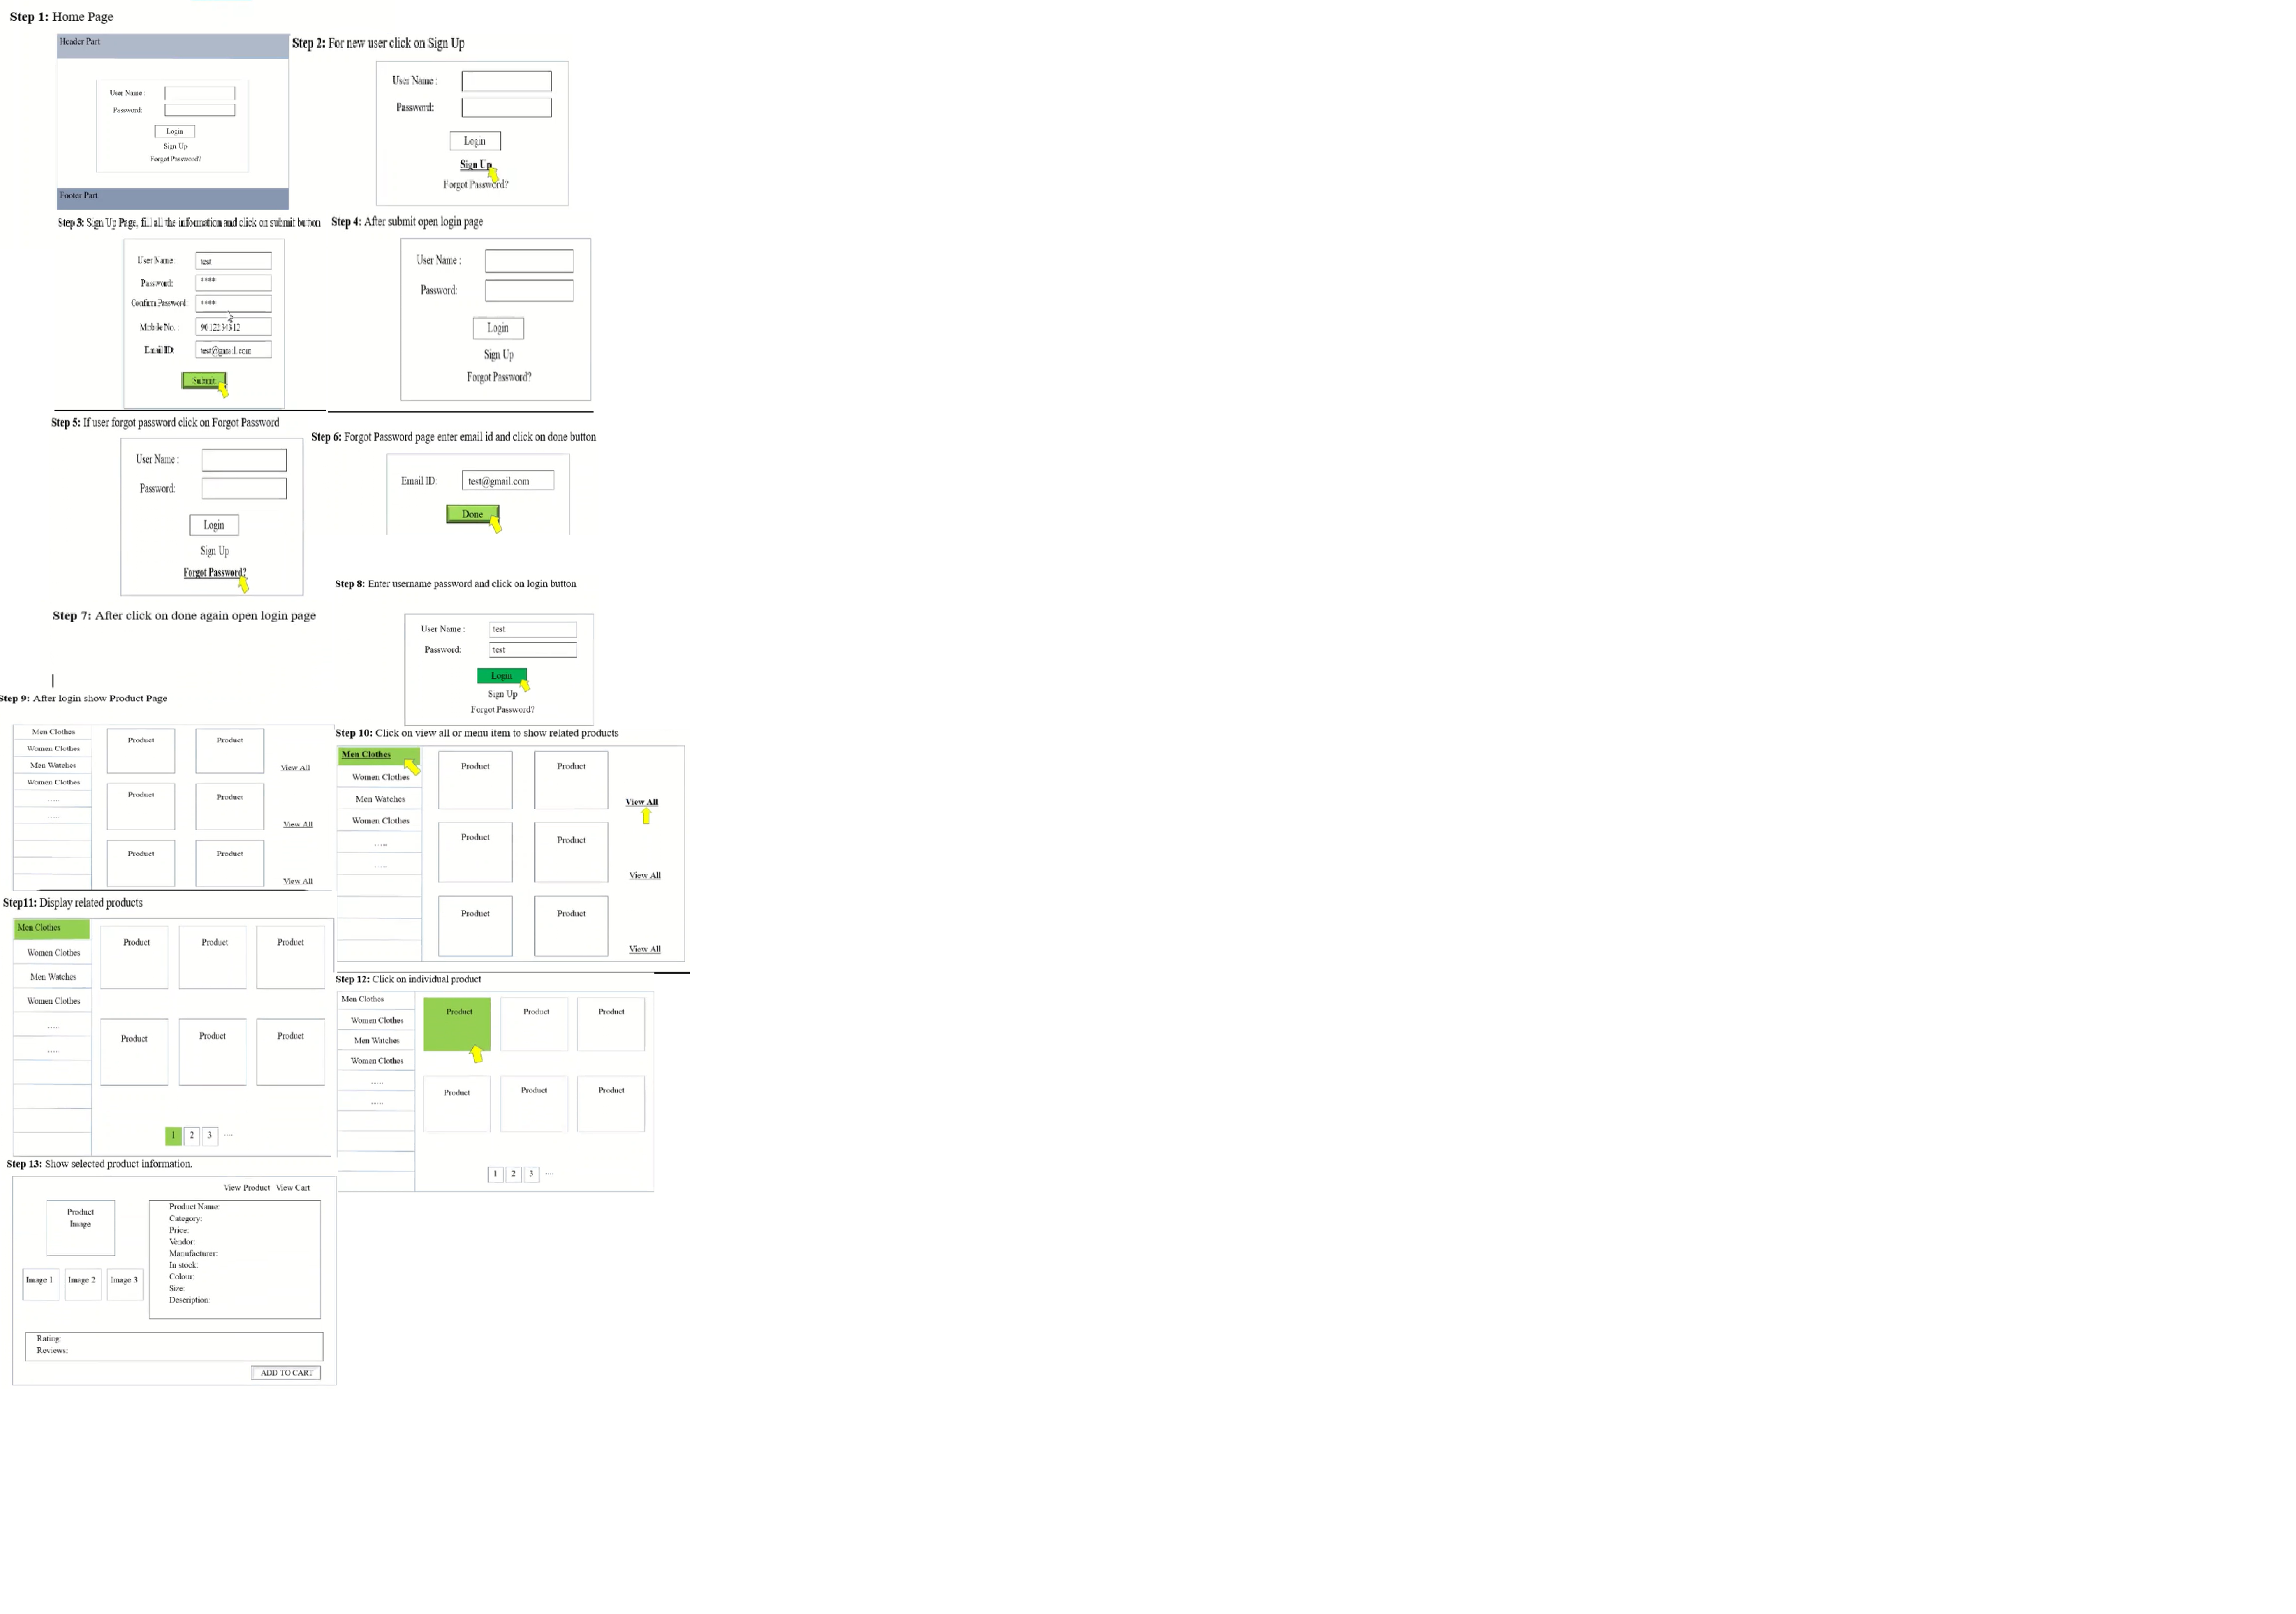 Step 1: Home Page
Header Part
User Name :
Password:
Login
Sign Up
Forgot Password?
Footer Part
Step 2: For new user click on Sign Up
User Name :
Password:
Login
Sign Up
Forgot Password?
Step 3: Sign Up Page, fill all the information and click on submit button
User Name: test
Password: ****
Confirm Password: ****
Mobile No. :
Email ID: test@gmail.com
Submit
Step 4: After submit open login page
User Name :
Password:
Login
Sign Up
Forgot Password?
Step 5: If user forgot password click on Forgot Password
User Name :
Password:
Login
Sign Up
Forgot Password?
Step 6: Forgot Password page enter email id and click on done button
Email ID: test@gmail.com
Done
Step 7: After click on done again open login page
Step 8: Enter username password and click on login button
User Name : test
Password: test
Login
Sign Up
Forgot Password?
Step 9: After login show Product Page
Men Clothes
Women Clothes
Men Watches
Women Clothes
.....
.....
Product Product
View All
Product Product
View All
Product Product
View All
Step 10: Click on view all or menu item to show related products
Men Clothes
Women Clothes
Men Watches
Women Clothes
.....
.....
Product Product
View All
Product Product
View All
Product Product
View All
Step11: Display related products
Men Clothes
Women Clothes
Men Watches
Women Clothes
.....
.....
Product Product Product
Product Product Product
1 2 3 ....
Step 12: Click on individual product
Men Clothes
Women Clothes
Men Watches
Women Clothes
.....
.....
Product Product Product
Product Product Product
1 2 3 ....
Step 13: Show selected product information.
View Product View Cart
Product
Image
Image 1 Image 2 Image 3
Product Name:
Category:
Price:
Vendor:
Manufacturer:
In stock:
Colour:
Size:
Description:
Rating:
Reviews:
ADD TO CART